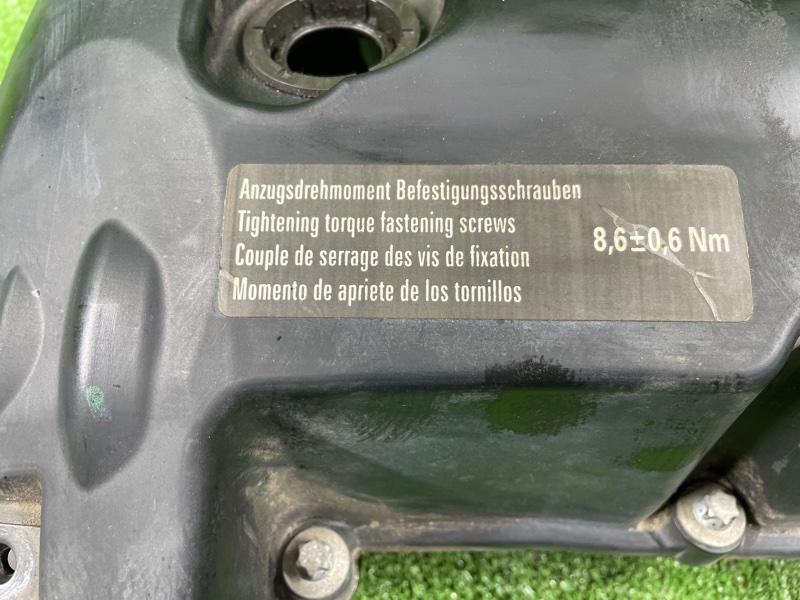 Anzugsdrehmoment Befestigungsschrauben
Tightening torque fastening screws
Couple de serrage des vis de fixation
Momento de apriete de los tornillos
8,6±0,6 Nm